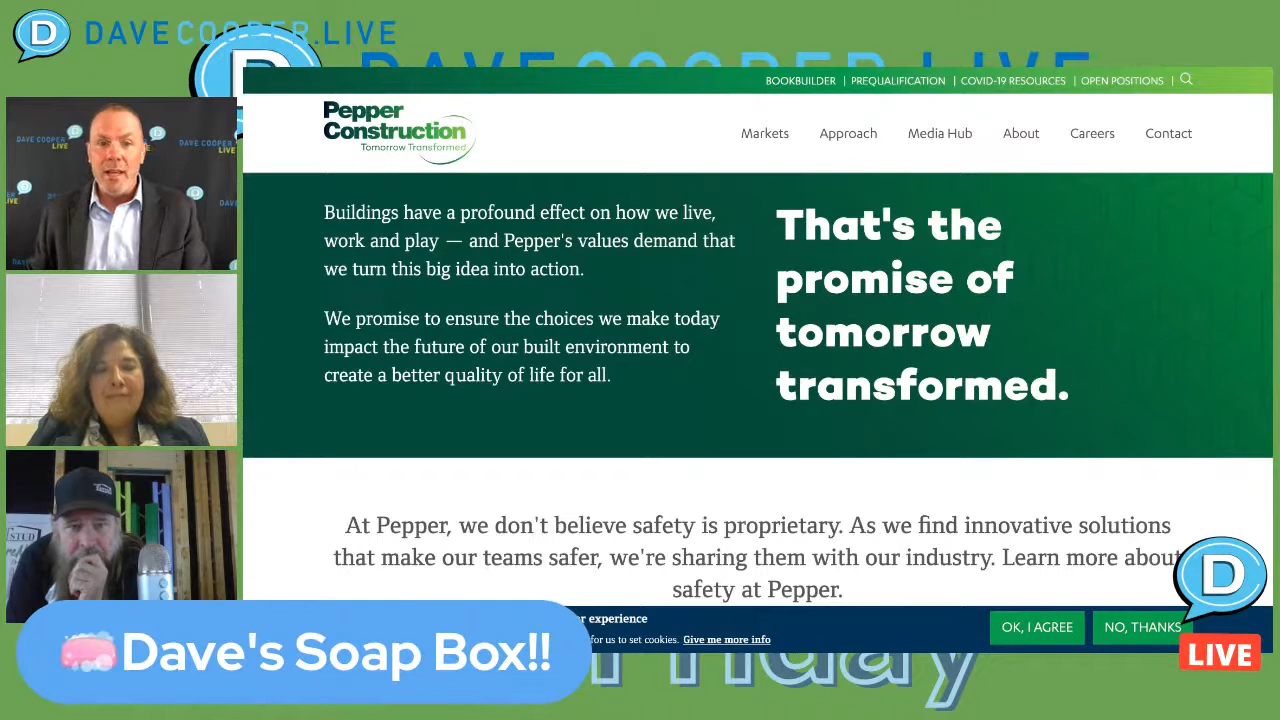 DAVECOOPER.LIVE
DAVECOOPER.LIVE
DAVE COOPER
LIVE
BOOKBUILDER | PREQUALIFICATION | COVID-19 RESOURCES | OPEN POSITIONS |
Pepper
Construction
Tomorrow Transformed
Markets Approach Media Hub About Careers Contact
Buildings have a profound effect on how we live,
work and play — and Pepper's values demand that
we turn this big idea into action.
We promise to ensure the choices we make today
impact the future of our built environment to
create a better quality of life for all.
That's the
promise of
tomorrow
transformed.
At Pepper, we don't believe safety is proprietary. As we find innovative solutions
that make our teams safer, we're sharing them with our industry. Learn more about
safety at Pepper.
experience
for us to set cookies. Give me more info
OK, I AGREE
NO, THANKS
D
LIVE
🧼Dave's Soap Box!!